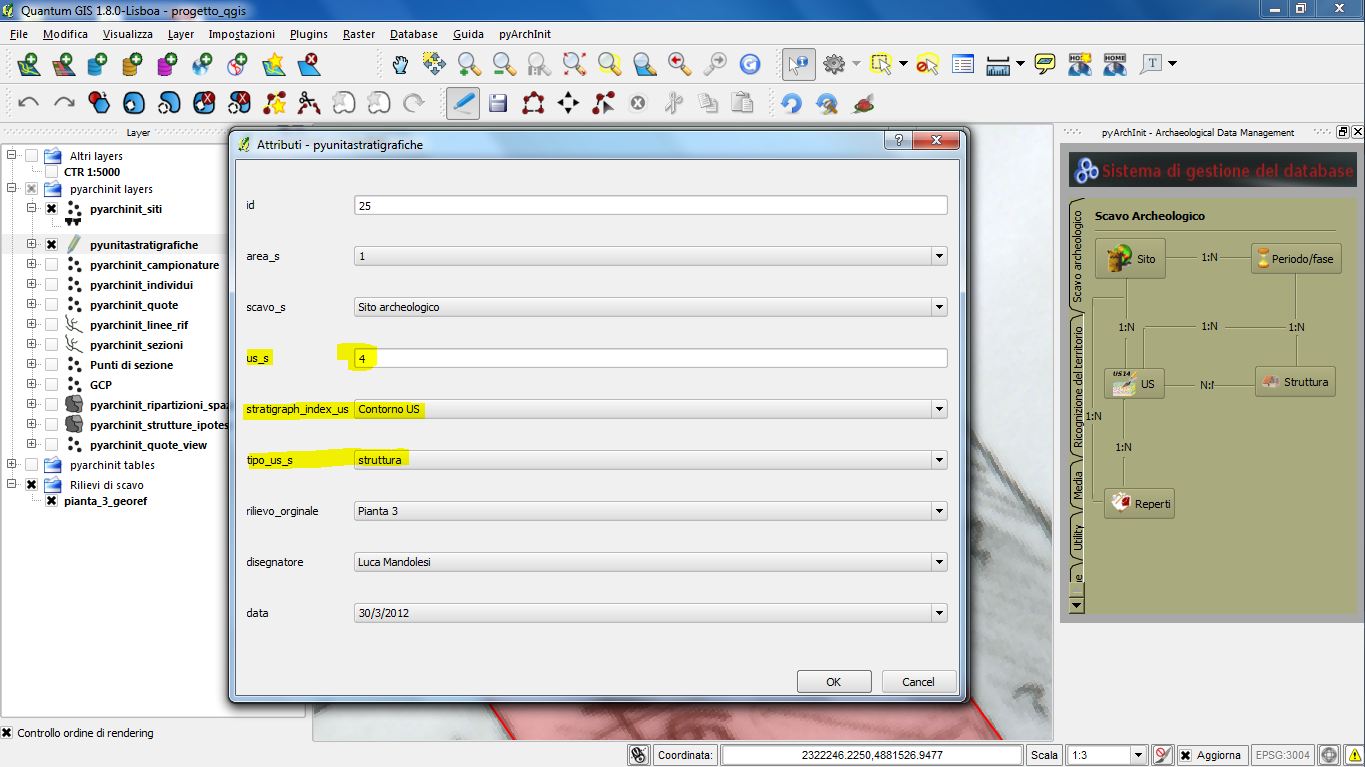 Quantum GIS 1.8.0-Lisboa - progetto_qgis
File Modifica Visualizza Layer Impostazioni Plugins Raster Database Guida pyArchInit
Layer
Altri layers
CTR 1:5000
pyarchinit layers
pyarchinit_siti
pyunitastratigrafiche
pyarchinit_campionature
pyarchinit_individui
pyarchinit_quote
pyarchinit_linee_rif
pyarchinit_sezioni
Punti di sezione
GCP
pyarchinit_ripartizioni_spaz
pyarchinit_strutture_ipotes
pyarchinit_quote_view
pyarchinit tables
Rilievi di scavo
pianta_3_georef
Controllo ordine di rendering
Attributi - pyunitastratigrafiche
id 25
area_s 1
scavo_s Sito archeologico
us_s 4
stratigraph_index_us Contorno US
tipo_us_s struttura
rilievo_orginale Pianta 3
disegnatore Luca Mandolesi
data 30/3/2012
OK Cancel
pyArchInit - Archaeological Data Management
Sistema di gestione del database
Scavo archeologico
Ricognizione del territorio
Media
Utility
Scavo Archeologico
Sito 1:N Periodo/fase
1:N 1:N 1:N
US14 US N:1 Struttura
1:N
1:N
Reperti
Coordinata: 2322246.2250,4881526.9477 Scala 1:3 Aggiorna EPSG:3004